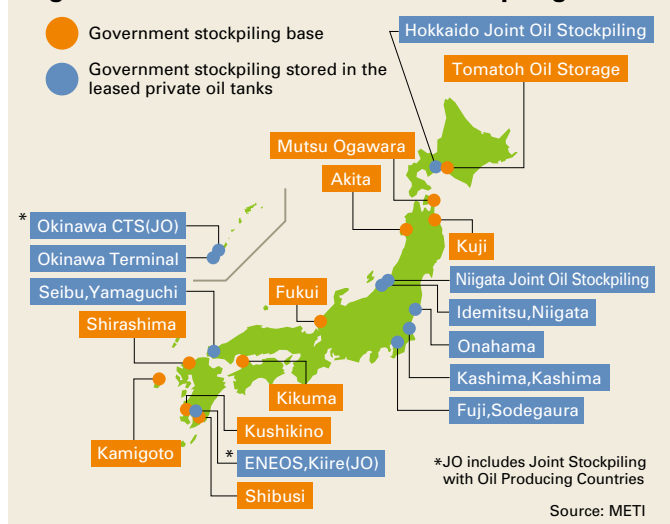 Government stockpiling base
Government stockpiling stored in the
leased private oil tanks
Hokkaido Joint Oil Stockpiling
Tomatoh Oil Storage
Mutsu Ogawara
Akita
* Okinawa CTS(JO)
Okinawa Terminal
Kuji
Seibu,Yamaguchi
Fukui
Niigata Joint Oil Stockpiling
Idemitsu,Niigata
Shirashima
Onahama
Kashima,Kashima
Kikuma
Fuji,Sodegaura
Kushikino
Kamigoto
* ENEOS,Kiire(JO)
Shibusi
*JO includes Joint Stockpiling
with Oil Producing Countries
Source: METI